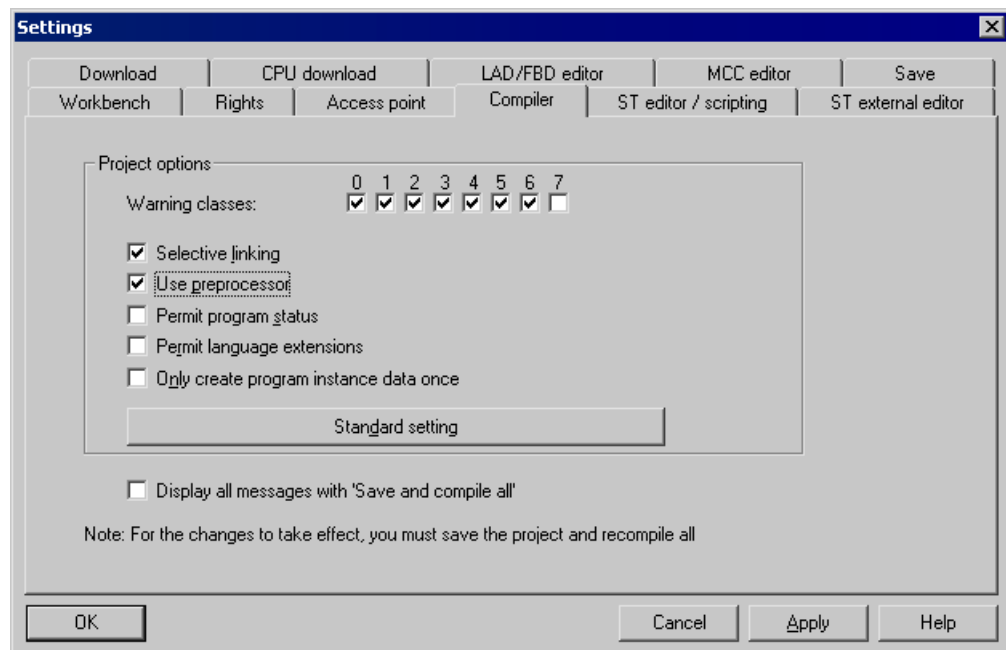 Settings
Download CPU download LAD/FBD editor MCC editor Save
Workbench Rights Access point Compiler ST editor / scripting ST external editor
Project options
0 1 2 3 4 5 6 7
Warning classes:
Selective linking
Use preprocessor
Permit program status
Permit language extensions
Only create program instance data once
Standard setting
Display all messages with 'Save and compile all'
Note: For the changes to take effect, you must save the project and recompile all
OK Cancel Apply Help